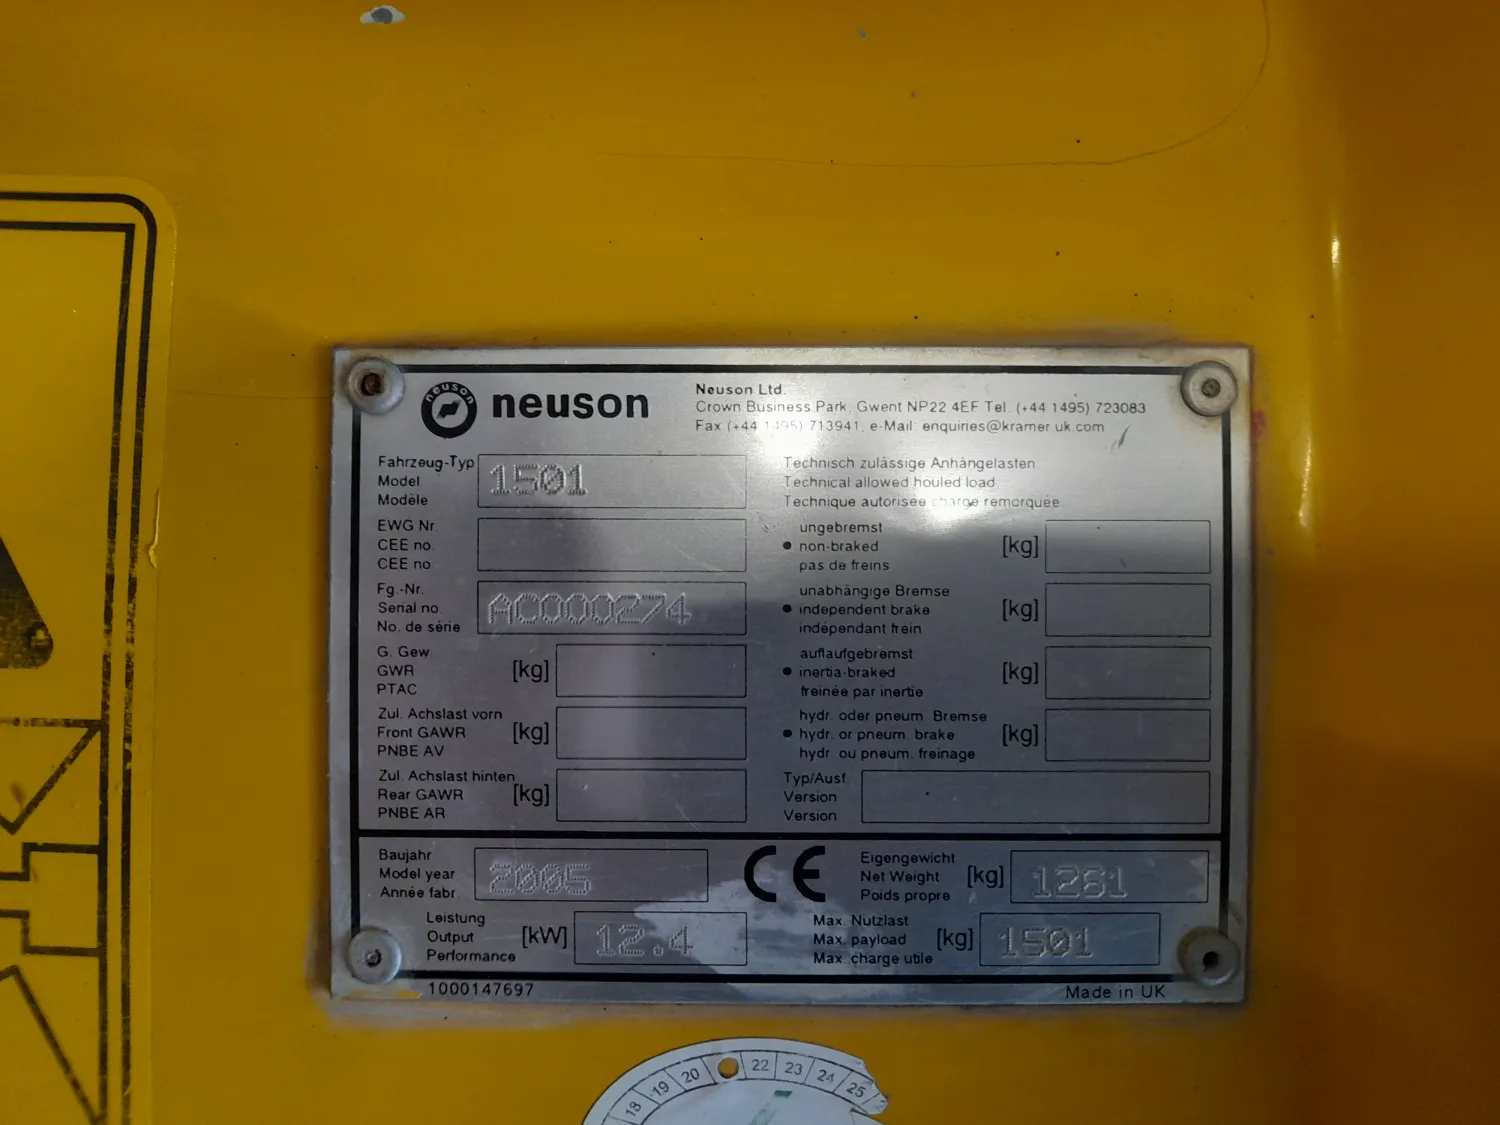 neuson
neuson
Neuson Ltd.
Crown Business Park, Gwent NP22 4EF Tel. (+44 1495) 723083
Fax (+44 1495) 713941, e-Mail: enquiries@kramer.uk.com
Fahrzeug-Typ
Model
Modèle
1501
EWG Nr.
CEE no.
CEE no
Fg.-Nr.
Serial no.
No. de série
AC000274
G. Gew.
GWR
PTAC
[kg]
Zul. Achslast vorn
Front GAWR
PNBE AV
[kg]
Zul. Achslast hinten
Rear GAWR
PNBE AR
[kg]
Technisch zulässige Anhängelasten
Technical allowed houled load
Technique autorisée charge remorquée
ungebremst
● non-braked
pas de freins
[kg]
unabhängige Bremse
● independent brake
indépendant frein
[kg]
auflaufgebremst
● inertia-braked
freinée par inertie
[kg]
hydr. oder pneum. Bremse
● hydr. or pneum. brake
hydr. ou pneum. freinage
[kg]
Typ/Ausf.
Version
Version
Baujahr
Model year
Année fabr.
2005
CE
Eigengewicht
Net Weight
Poids propre
[kg]
1261
Leistung
Output
Performance
[kW]
12.4
Max. Nutzlast
Max. payload
Max. charge utile
[kg]
1501
1000147697
Made in UK
18 19 20 22 23 24 25